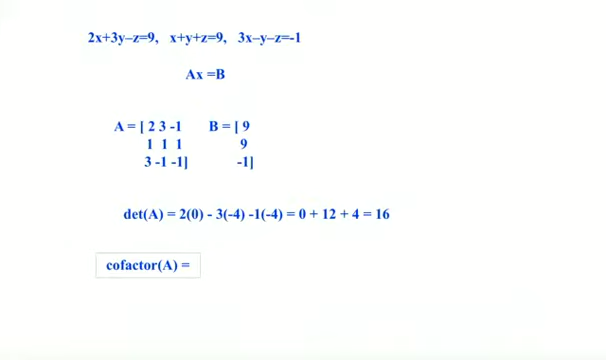 2x+3y–z=9, x+y+z=9, 3x–y–z=-1
Ax =B
A = [ 2 3 -1 B = [ 9
1 1 1 9
3 -1 -1] -1]
det(A) = 2(0) - 3(-4) -1(-4) = 0 + 12 + 4 = 16
cofactor(A) =